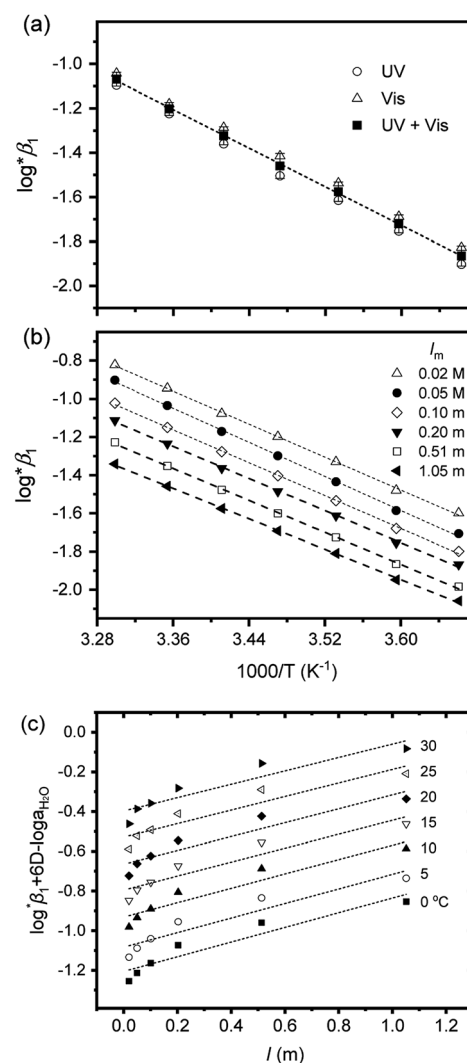 (a)
-1.0
-1.2
-1.4
-1.6
-1.8
-2.0
log*β1
UV
Vis
UV + Vis
(b)
-0.8
-1.0
-1.2
-1.4
-1.6
-1.8
-2.0
log*β1
Im
0.02 M
0.05 M
0.10 m
0.20 m
0.51 m
1.05 m
3.28 3.36 3.44 3.52 3.60
1000/T (K-1)
(c)
0.0
-0.2
-0.4
-0.6
-0.8
-1.0
-1.2
log*β1+6D-logaH2O
30
25
20
15
10
5
0 ºC
0.0 0.2 0.4 0.6 0.8 1.0 1.2
I (m)